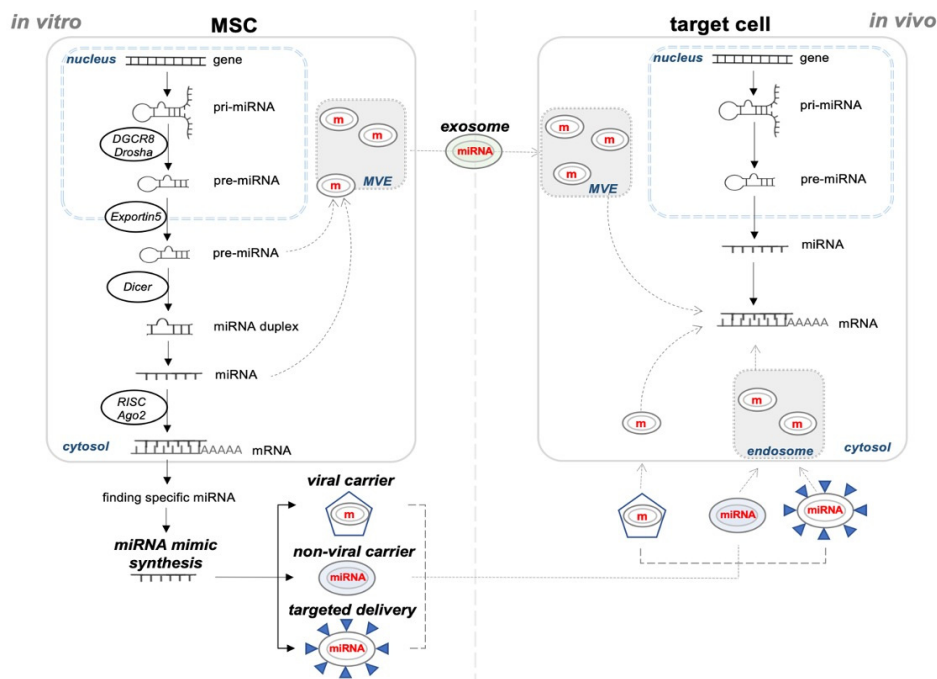 in vitro
MSC
target cell
in vivo
nucleus
gene
pri-miRNA
DGCR8
Drosha
pre-miRNA
Exportin5
pre-miRNA
Dicer
miRNA duplex
miRNA
RISC
Ago2
cytosol
AAAAA
mRNA
m
m
m
MVE
exosome
miRNA
m
m
m
MVE
nucleus
gene
pri-miRNA
pre-miRNA
miRNA
AAAAA
mRNA
m
m
m
endosome
cytosol
finding specific miRNA
miRNA mimic
synthesis
viral carrier
m
non-viral carrier
miRNA
targeted delivery
miRNA
m
miRNA
miRNA